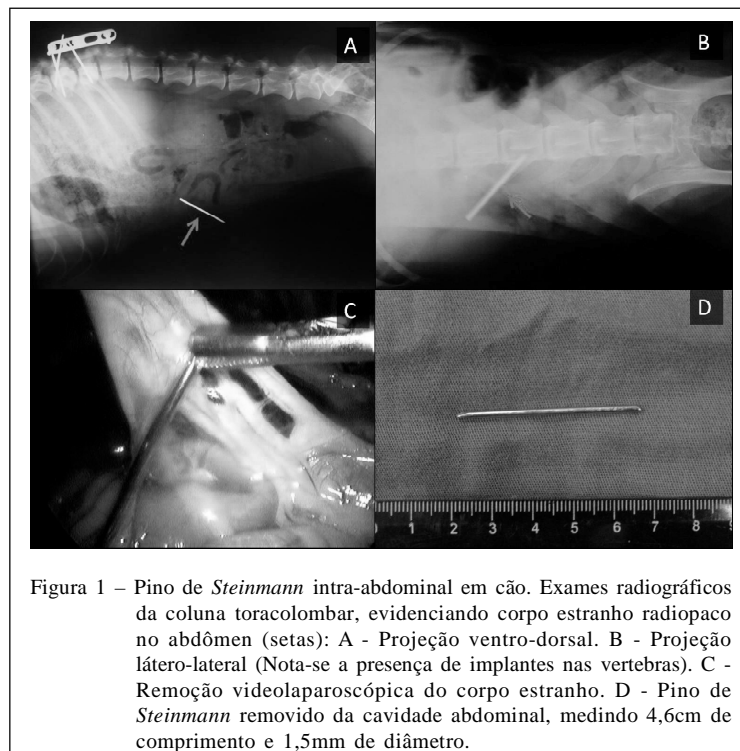 A
B
C
D
1 2 3 4 5 6 7 8 9
Figura 1 – Pino de Steinmann intra-abdominal em cão. Exames radiográficos
da coluna toracolombar, evidenciando corpo estranho radiopaco
no abdômen (setas): A - Projeção ventro-dorsal. B - Projeção
látero-lateral (Nota-se a presença de implantes nas vertebras). C -
Remoção videolaparoscópica do corpo estranho. D - Pino de
Steinmann removido da cavidade abdominal, medindo 4,6cm de
comprimento e 1,5mm de diâmetro.